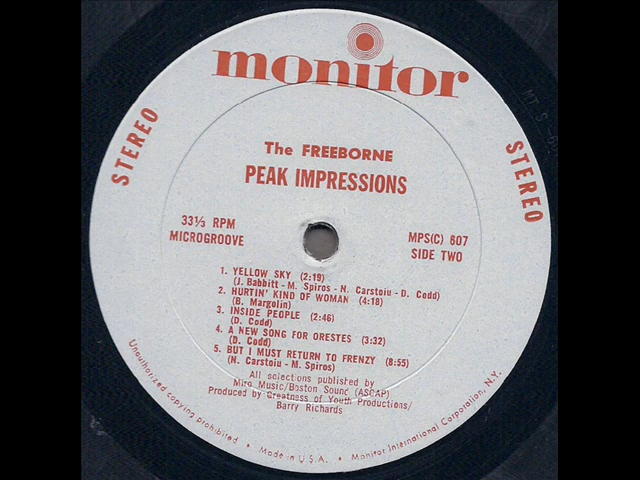 monitor
STEREO
STEREO
The FREEBORNE
PEAK IMPRESSIONS
33⅓ RPM
MICROGROOVE
MPS(C) 607
SIDE TWO
1. YELLOW SKY (2:19)
(J. Babbitt - M. Spiros - N. Carstoiu - D. Codd)
2. HURTIN' KIND OF WOMAN (4:18)
(B. Margolin)
3. INSIDE PEOPLE (2:46)
(D. Codd)
4. A NEW SONG FOR ORESTES (3:32)
(D. Codd)
5. BUT I MUST RETURN TO FRENZY (8:55)
(N. Carstoiu - M. Spiros)
All selections published by
Miro Music/Boston Sound (ASCAP)
Produced by Greatness of Youth Productions/
Barry Richards
Unauthorized copying prohibited • Made in U.S.A. • Monitor International Corporation, N.Y.